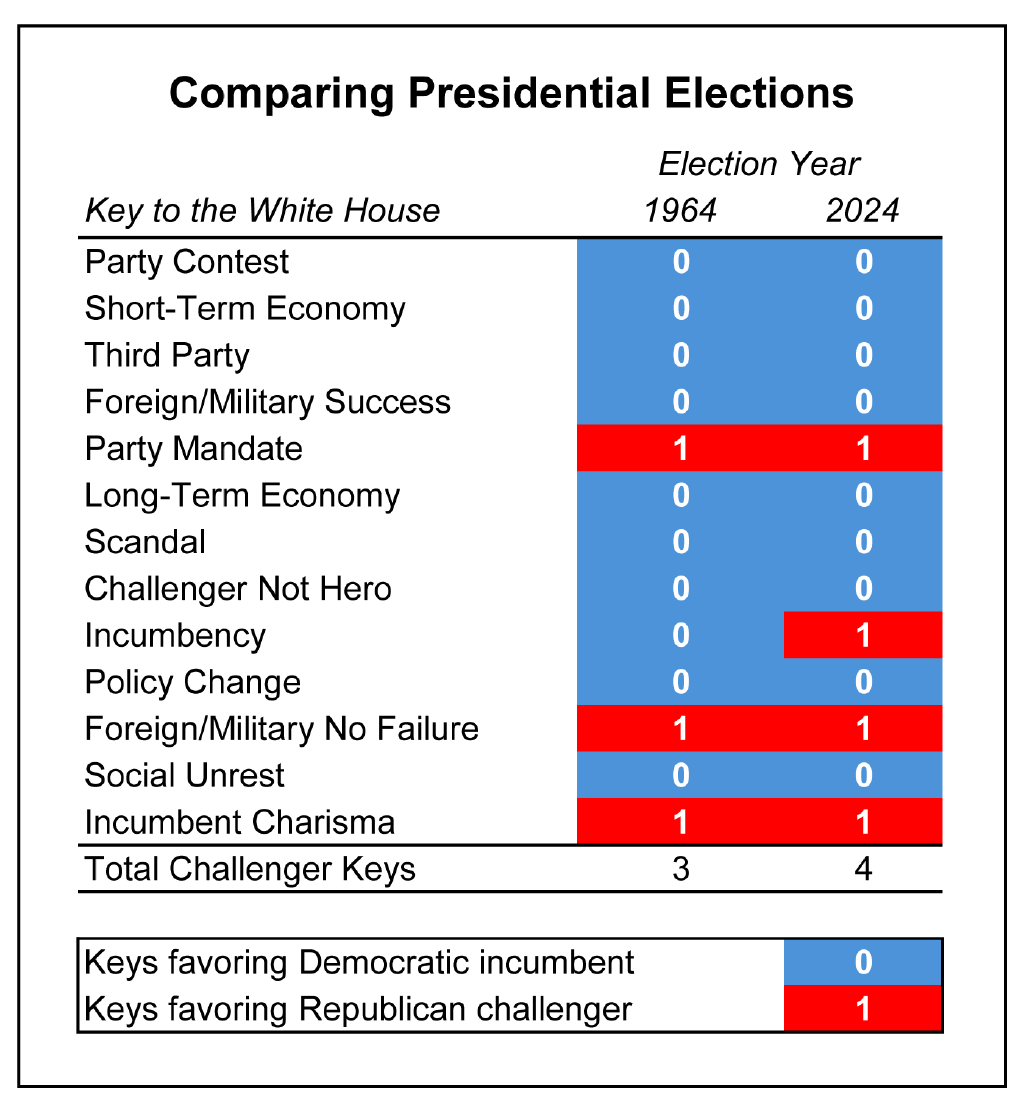 Comparing Presidential Elections
Election Year
Key to the White House 1964 2024
Party Contest 0 0
Short-Term Economy 0 0
Third Party 0 0
Foreign/Military Success 0 0
Party Mandate 1 1
Long-Term Economy 0 0
Scandal 0 0
Challenger Not Hero 0 0
Incumbency 0 1
Policy Change 0 0
Foreign/Military No Failure 1 1
Social Unrest 0 0
Incumbent Charisma 1 1
Total Challenger Keys 3 4
Keys favoring Democratic incumbent 0
Keys favoring Republican challenger 1